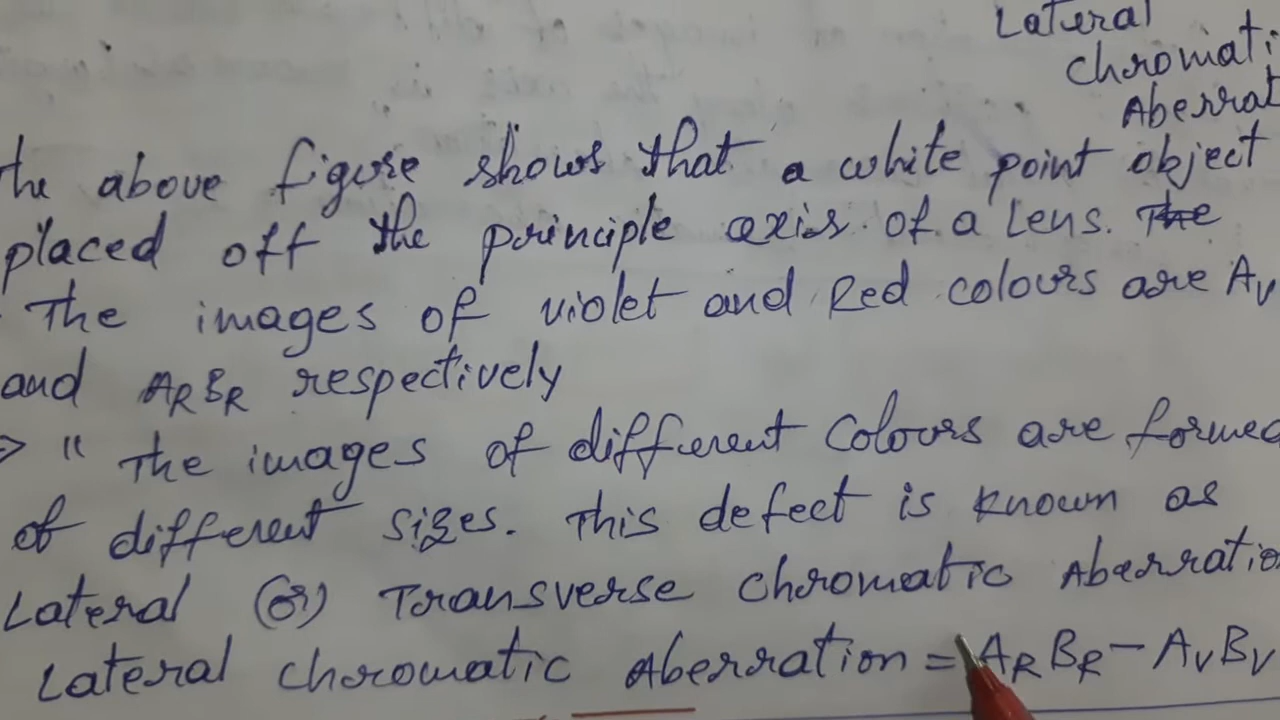 Lateral
Chromati
Aberrat
The above figure shows that a white point object
placed off the principle axis of a Lens. The
The images of violet and Red colours are Av
and ARBR respectively
⇒ " The images of different Colours are formed
of different sizes. This defect is known as
Lateral (or) Transverse Chromatic Aberratio
Lateral chromatic Aberration = ARBR - AVBV